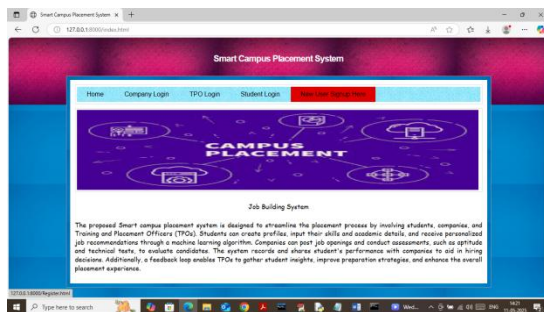 Smart Campus Placement System
127.0.0.1:8000/index.html
Smart Campus Placement System
Home Company Login TPO Login Student Login New User Signup Here
CAMPUS
PLACEMENT
Job Building System
The proposed Smart campus placement system is designed to streamline the placement process by involving students, companies, and
Training and Placement Officers (TPOs). Students can create profiles, input their skills and academic details, and receive personalized
job recommendations through a machine learning algorithm. Companies can post job openings and conduct assessments, such as aptitude
and technical tests, to evaluate candidates. The system records and shares student's performance with companies to aid in hiring
decisions. Additionally, a feedback loop enables TPOs to gather student insights, improve preparation strategies, and enhance the overall
placement experience.
127.0.0.1:8000/Register.html
Type here to search
Wed...
ENG
14:21